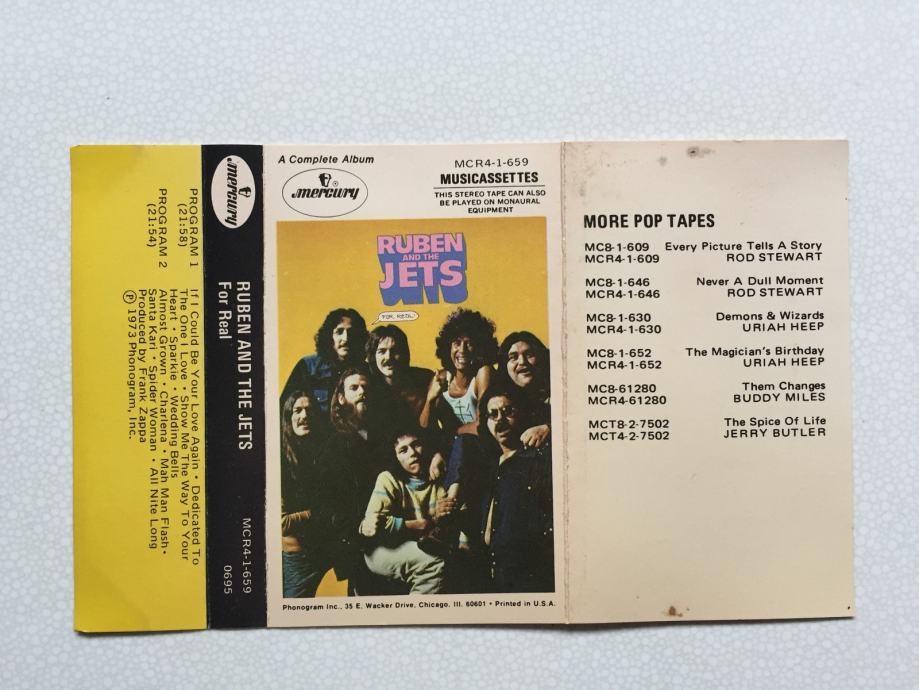 PROGRAM 1
(21:58)
If I Could Be Your Love Again • Dedicated To
The One I Love • Show Me The Way To Your
Heart • Sparkie • Wedding Bells
PROGRAM 2
(21:54)
Almost Grown • Charlena • Mah Man Flash •
Santa Kari • Spider Woman • All Nite Long
Produced by Frank Zappa
Ⓟ 1973 Phonogram, Inc.
mercury
RUBEN AND THE JETS
For Real
MCR4-1-659
0695
A Complete Album
mercury ®
MCR4-1-659
MUSICASSETTES
THIS STEREO TAPE CAN ALSO
BE PLAYED ON MONAURAL
EQUIPMENT
RUBEN
AND THE
JETS
FOR REAL!
Phonogram Inc., 35 E. Wacker Drive, Chicago, Ill. 60601 • Printed in U.S.A.
MORE POP TAPES
MC8-1-609 Every Picture Tells A Story
MCR4-1-609 ROD STEWART
MC8-1-646 Never A Dull Moment
MCR4-1-646 ROD STEWART
MC8-1-630 Demons & Wizards
MCR4-1-630 URIAH HEEP
MC8-1-652 The Magician's Birthday
MCR4-1-652 URIAH HEEP
MC8-61280 Them Changes
MCR4-61280 BUDDY MILES
MCT8-2-7502 The Spice Of Life
MCT4-2-7502 JERRY BUTLER